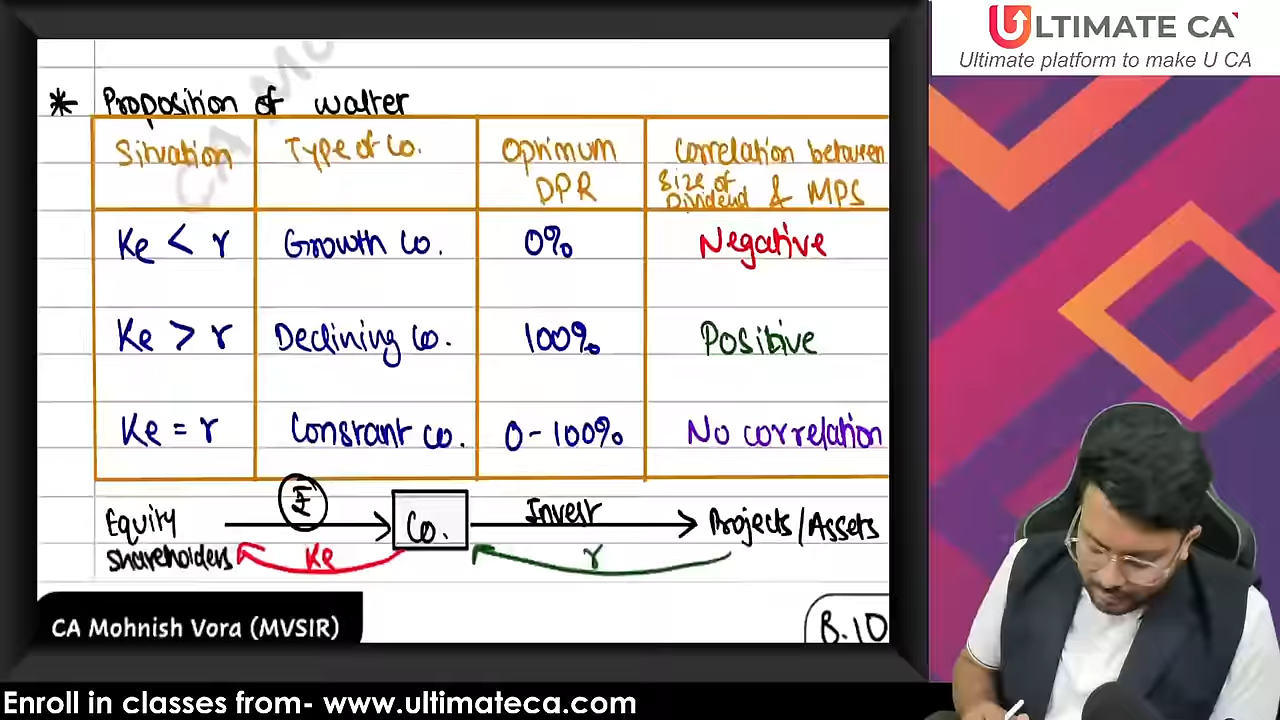 ULTIMATE CA
Ultimate platform to make U CA
CA MO
* Proposition of Walter
Situation Type of Co. Optimum DPR Correlation between Size of Dividend & MPS
Ke < r Growth Co. 0% Negative
Ke > r Declining Co. 100% Positive
Ke = r Constant Co. 0-100% No correlation
Equity shareholders ₹ Co. Invest Projects/Assets
Ke r
CA Mohnish Vora (MVSIR)
B.10
Enroll in classes from- www.ultimateca.com